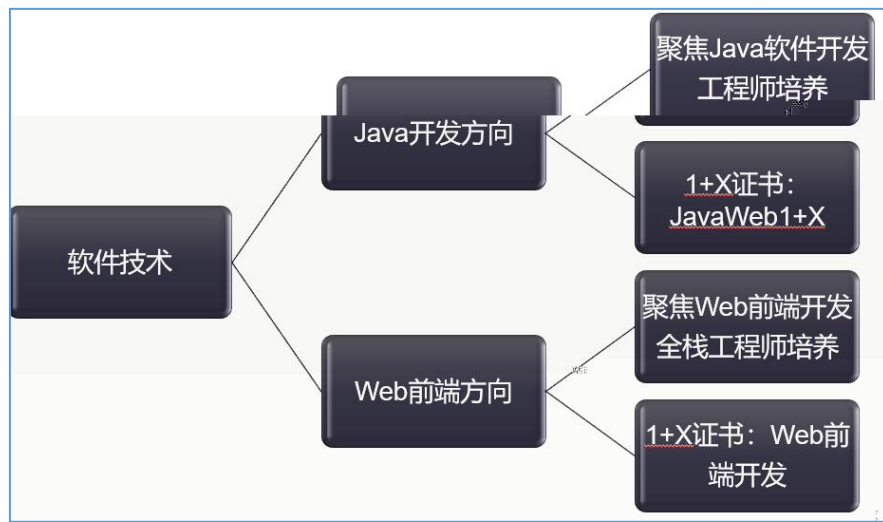 软件技术
Java开发方向
聚焦Java软件开发
工程师培养
1+X证书：
JavaWeb1+X
Web前端方向
聚焦Web前端开发
全栈工程师培养
1+X证书：Web前
端开发